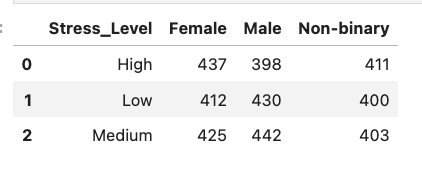 Stress_Level Female Male Non-binary
0 High 437 398 411
1 Low 412 430 400
2 Medium 425 442 403